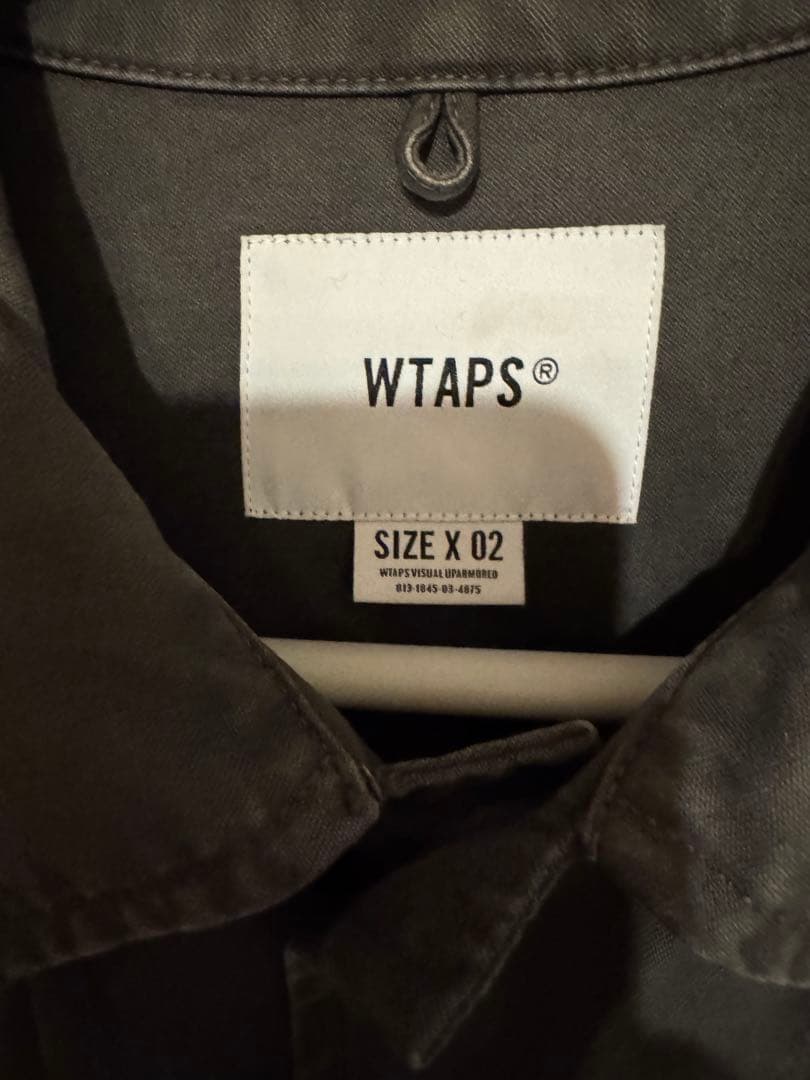 WTAPS®
SIZE X 02
WTAPS VISUAL UPARMORED
813-1845-03-4875